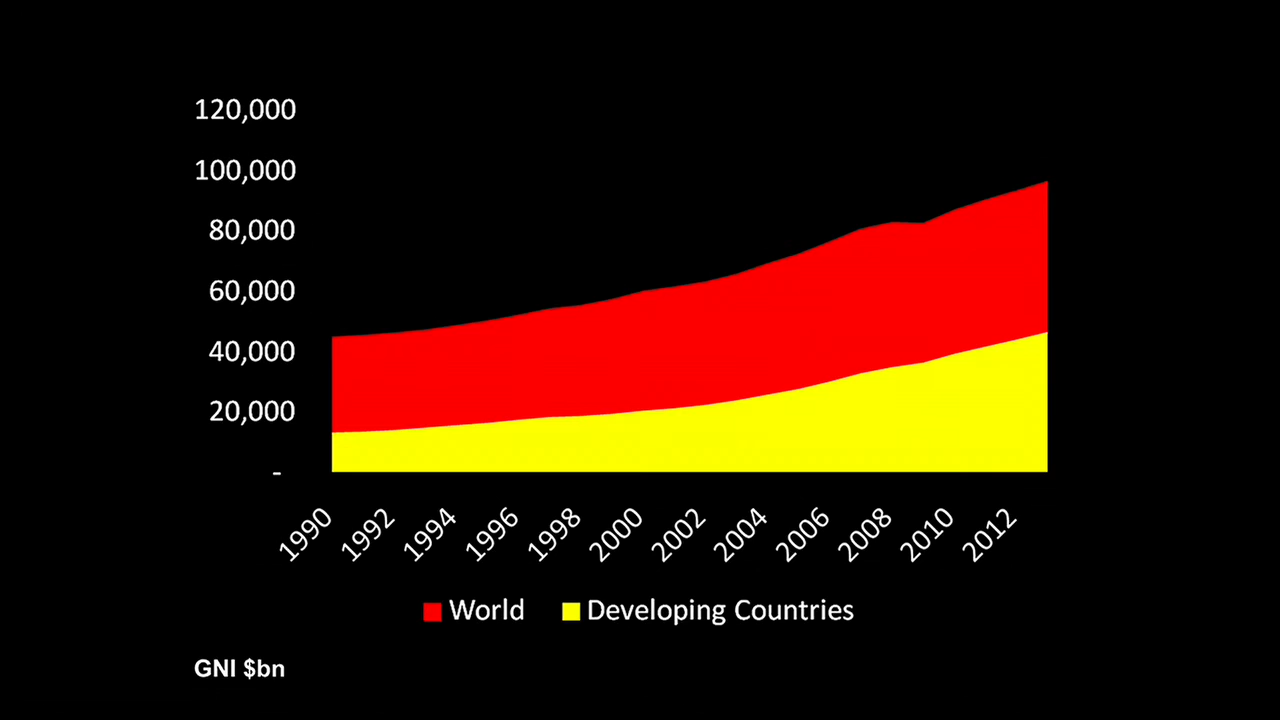 120,000
100,000
80,000
60,000
40,000
20,000
-
1990 1992 1994 1996 1998 2000 2002 2004 2006 2008 2010 2012
World Developing Countries
GNI $bn